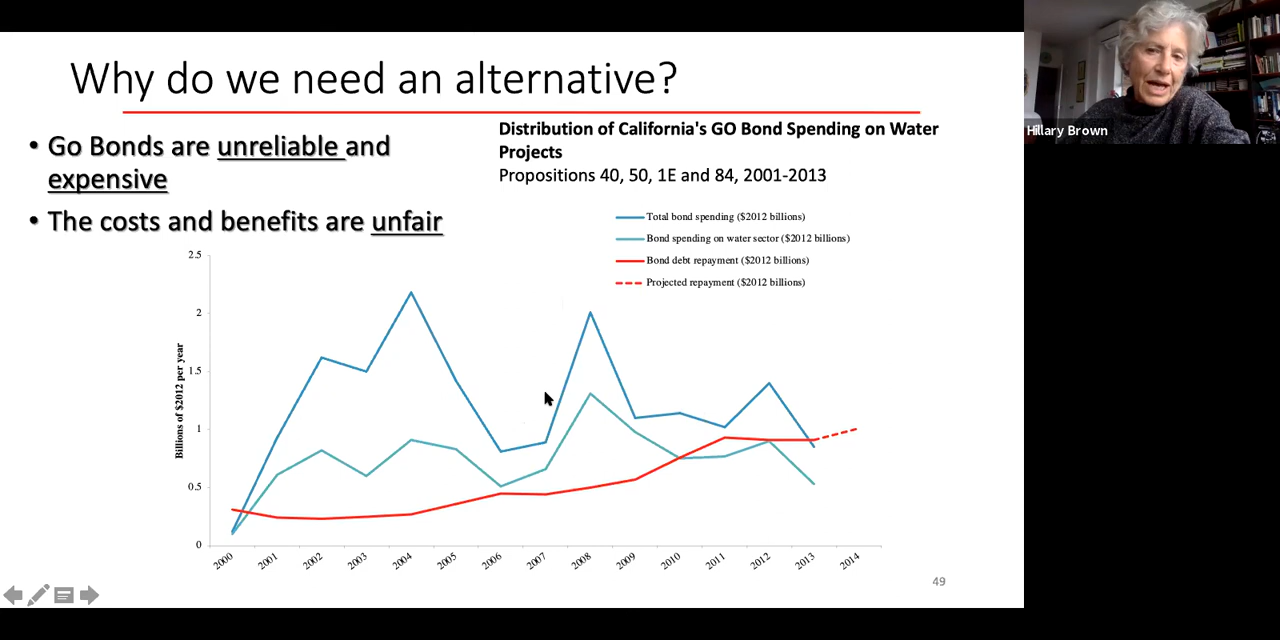 Why do we need an alternative?
• Go Bonds are unreliable and
expensive
• The costs and benefits are unfair
Distribution of California's GO Bond Spending on Water
Projects
Propositions 40, 50, 1E and 84, 2001-2013
Total bond spending ($2012 billions)
Bond spending on water sector ($2012 billions)
Bond debt repayment ($2012 billions)
Projected repayment ($2012 billions)
Billions of $2012 per year
2.5
2
1.5
1
0.5
0
2000 2001 2002 2003 2004 2005 2006 2007 2008 2009 2010 2011 2012 2013 2014
49
Hillary Brown